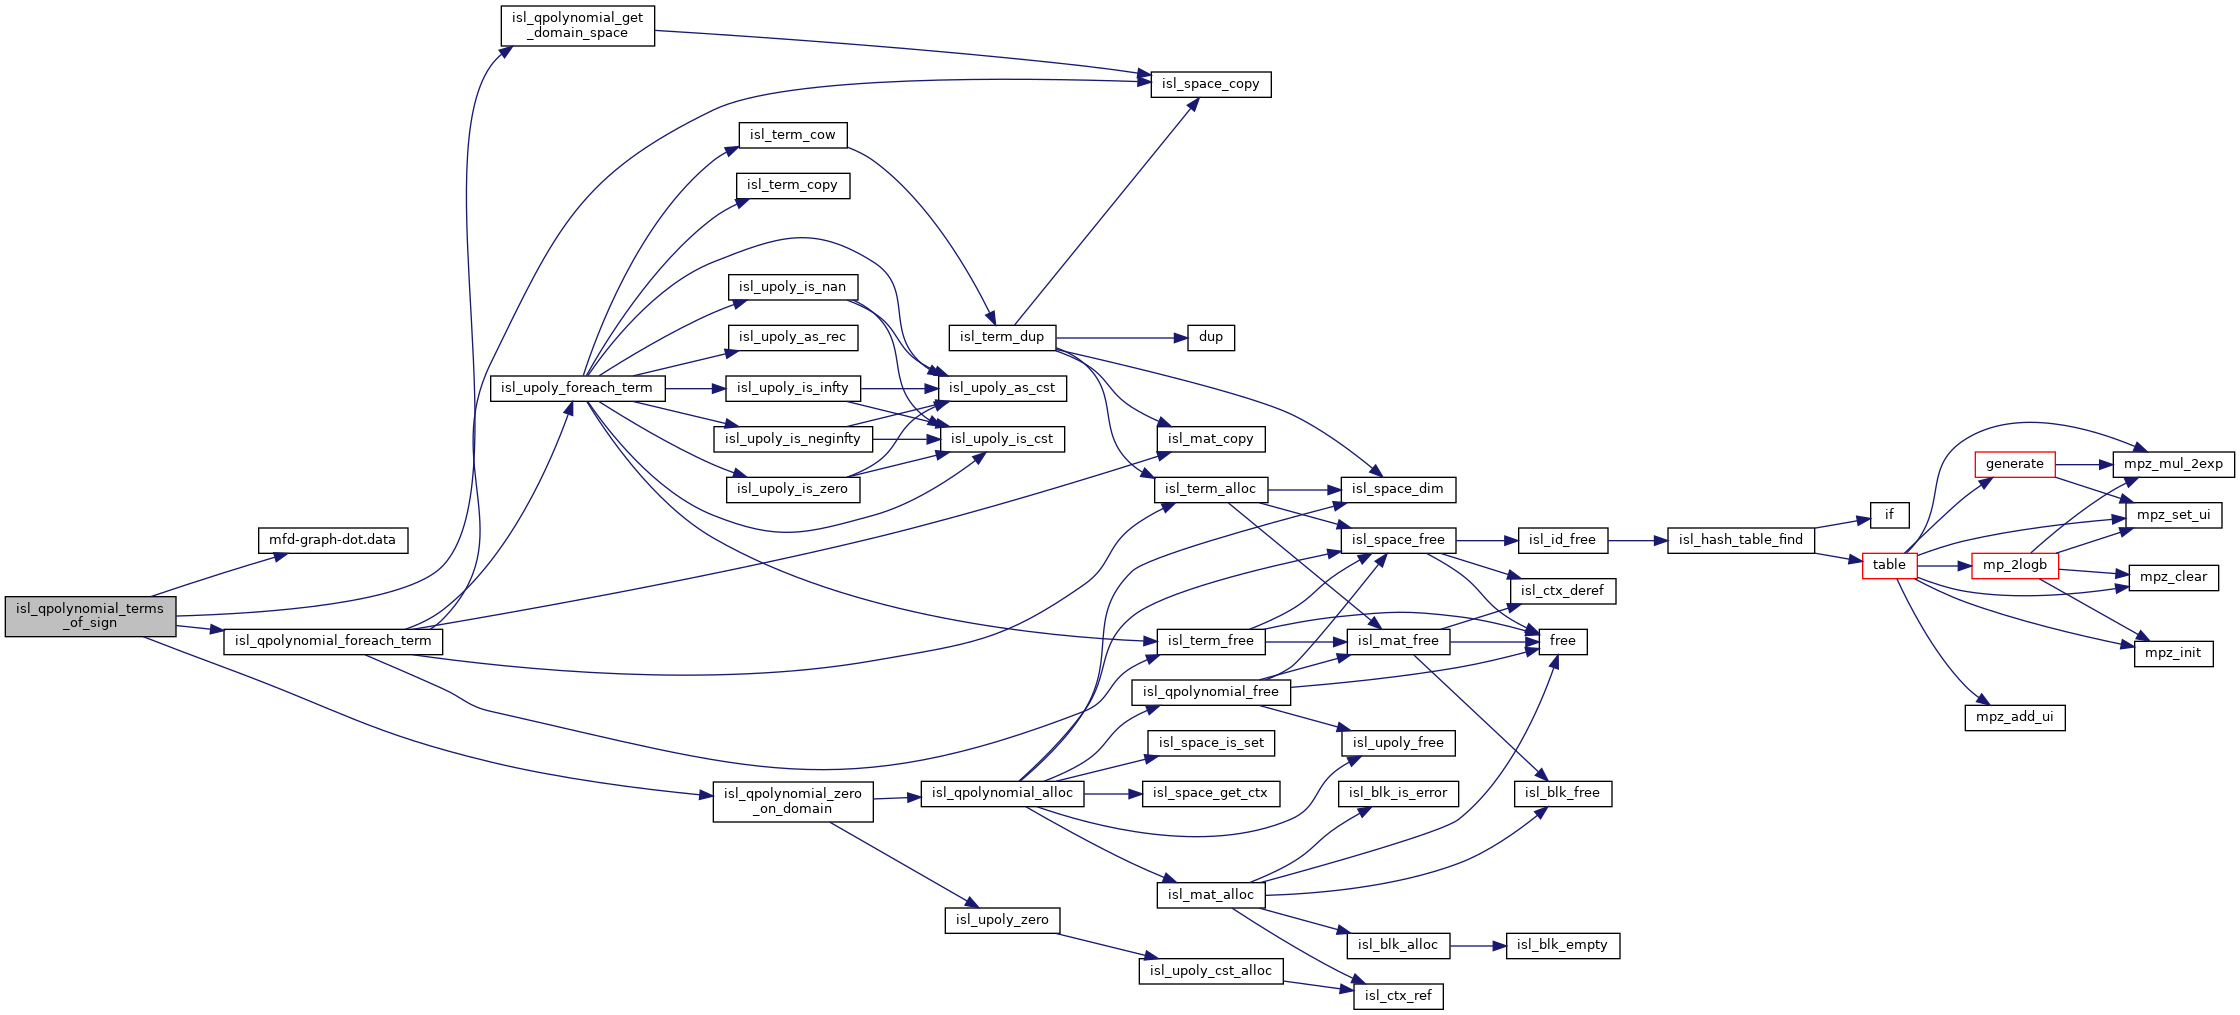 isl_qpolynomial_get
_domain_space
isl_space_copy
isl_term_cow
isl_term_copy
isl_upoly_is_nan
isl_upoly_as_rec
isl_term_dup
dup
isl_upoly_foreach_term
isl_upoly_is_infty
isl_upoly_as_cst
isl_upoly_is_neginfty
isl_upoly_is_cst
isl_mat_copy
isl_upoly_is_zero
isl_term_alloc
isl_space_dim
generate
mpz_mul_2exp
mfd-graph-dot.data
isl_space_free
isl_id_free
isl_hash_table_find
if
mpz_set_ui
table
mp_2logb
mpz_clear
isl_ctx_deref
isl_qpolynomial_terms
_of_sign
isl_qpolynomial_foreach_term
isl_term_free
isl_mat_free
free
mpz_init
isl_qpolynomial_free
mpz_add_ui
isl_space_is_set
isl_upoly_free
isl_qpolynomial_zero
_on_domain
isl_qpolynomial_alloc
isl_space_get_ctx
isl_blk_is_error
isl_blk_free
isl_mat_alloc
isl_upoly_zero
isl_blk_alloc
isl_blk_empty
isl_upoly_cst_alloc
isl_ctx_ref